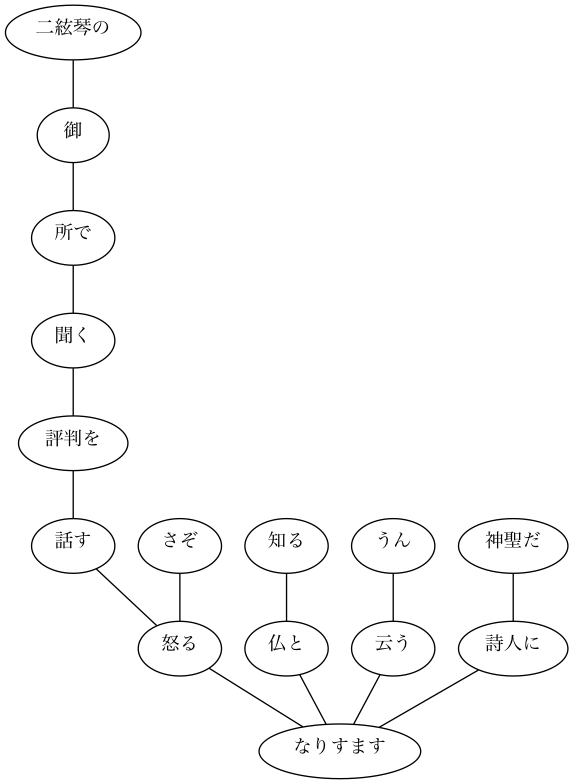 二絃琴の
御
所で
聞く
評判を
話す
さぞ
知る
うん
神聖だ
怒る
仏と
云う
詩人に
なりすます